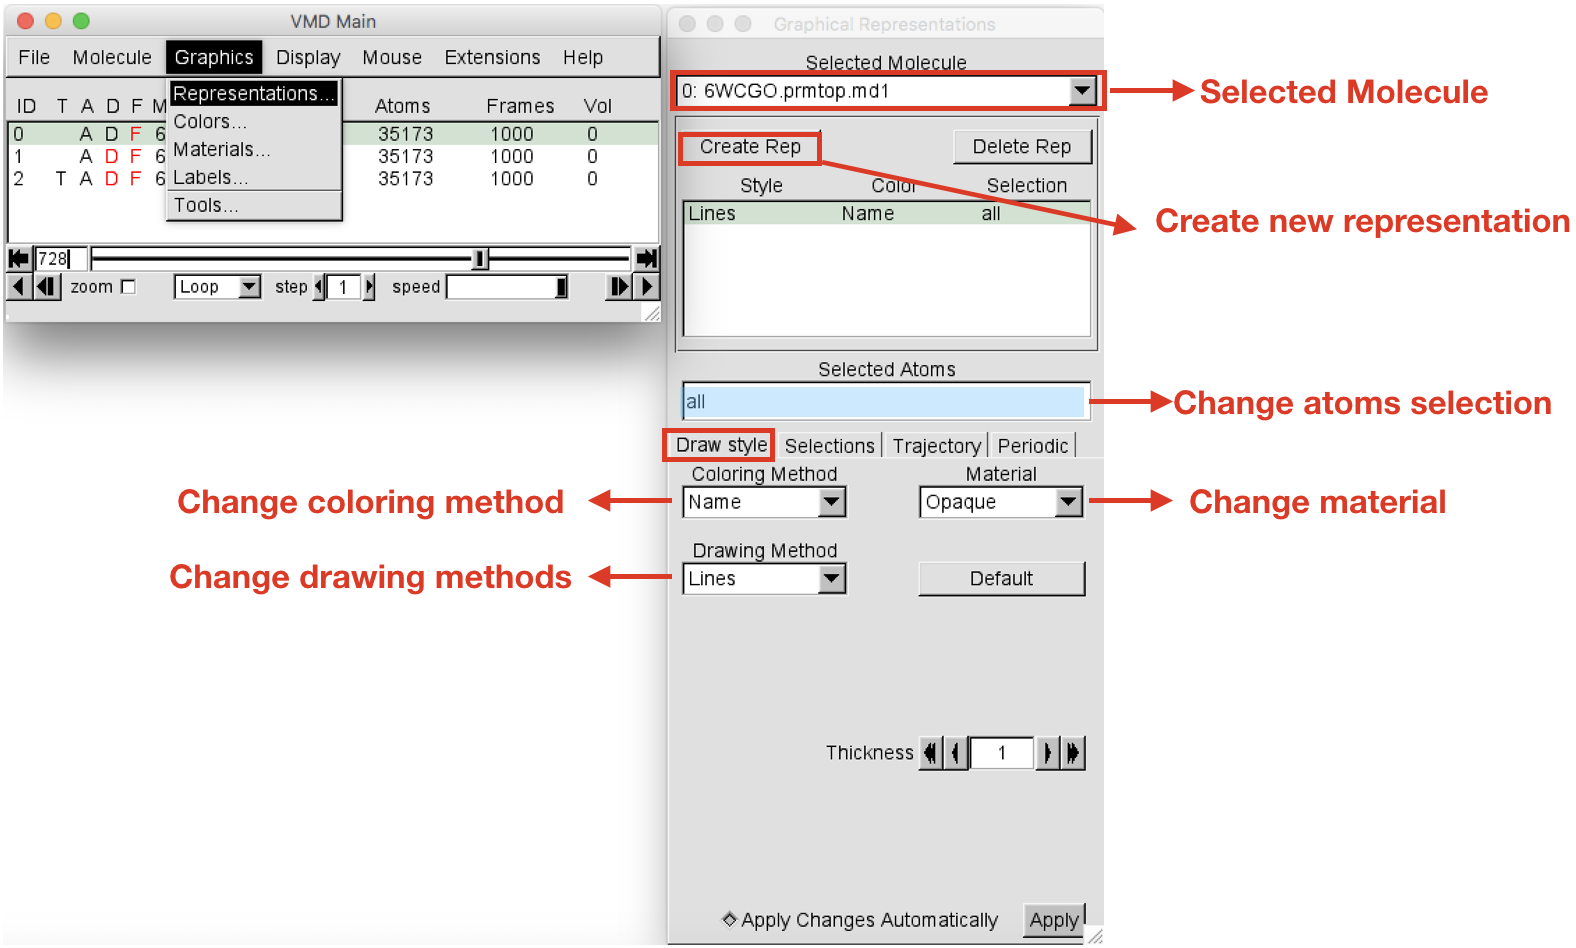 VMD Main
File Molecule Graphics Display Mouse Extensions Help
Representations...
Colors...
Materials...
Labels...
Tools...
ID T A D F M Atoms Frames Vol
0 A D F 6 35173 1000 0
1 A D F 6 35173 1000 0
2 T A D F 6 35173 1000 0
728
zoom Loop step 1 speed
Graphical Representations
Selected Molecule
0: 6WCGO.prmtop.md1
Selected Molecule
Create Rep Delete Rep
Style Color Selection
Lines Name all
Create new representation
Selected Atoms
all
Change atoms selection
Draw style Selections Trajectory Periodic
Coloring Method Material
Name Opaque
Change coloring method
Change material
Drawing Method
Lines Default
Change drawing methods
Thickness 1
Apply Changes Automatically Apply